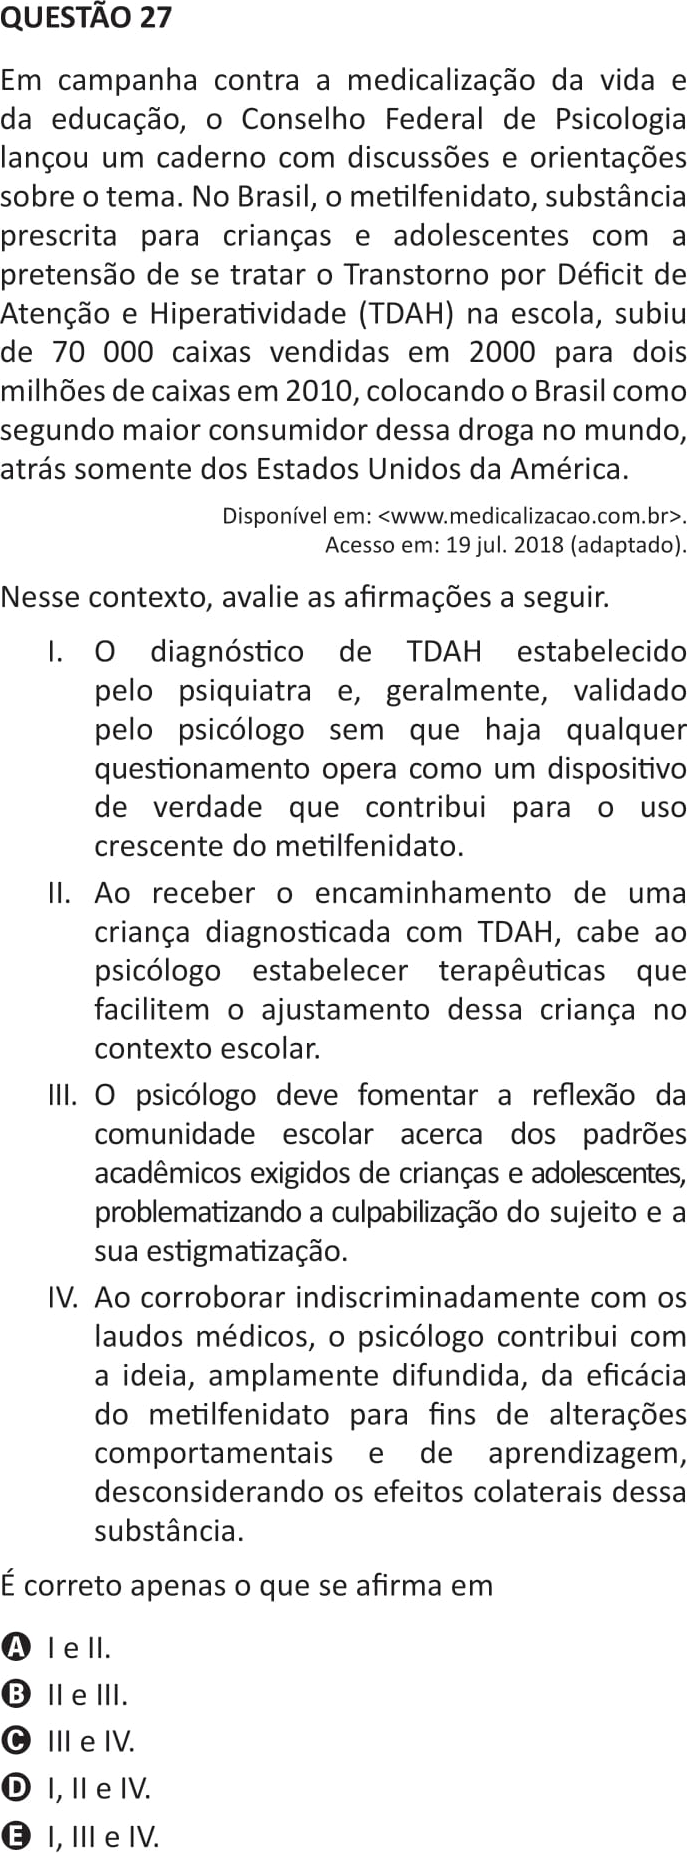 QUESTÃO 27
Em campanha contra a medicalização da vida e
da educação, o Conselho Federal de Psicologia
lançou um caderno com discussões e orientações
sobre o tema. No Brasil, o metilfenidato, substância
prescrita para crianças e adolescentes com a
pretensão de se tratar o Transtorno por Déficit de
Atenção e Hiperatividade (TDAH) na escola, subiu
de 70 000 caixas vendidas em 2000 para dois
milhões de caixas em 2010, colocando o Brasil como
segundo maior consumidor dessa droga no mundo,
atrás somente dos Estados Unidos da América.
Disponível em: <www.medicalizacao.com.br>.
Acesso em: 19 jul. 2018 (adaptado).
Nesse contexto, avalie as afirmações a seguir.
I. O diagnóstico de TDAH estabelecido
pelo psiquiatra e, geralmente, validado
pelo psicólogo sem que haja qualquer
questionamento opera como um dispositivo
de verdade que contribui para o uso
crescente do metilfenidato.
II. Ao receber o encaminhamento de uma
criança diagnosticada com TDAH, cabe ao
psicólogo estabelecer terapêuticas que
facilitem o ajustamento dessa criança no
contexto escolar.
III. O psicólogo deve fomentar a reflexão da
comunidade escolar acerca dos padrões
acadêmicos exigidos de crianças e adolescentes,
problematizando a culpabilização do sujeito e a
sua estigmatização.
IV. Ao corroborar indiscriminadamente com os
laudos médicos, o psicólogo contribui com
a ideia, amplamente difundida, da eficácia
do metilfenidato para fins de alterações
comportamentais e de aprendizagem,
desconsiderando os efeitos colaterais dessa
substância.
É correto apenas o que se afirma em
A I e II.
B II e III.
C III e IV.
D I, II e IV.
E I, III e IV.